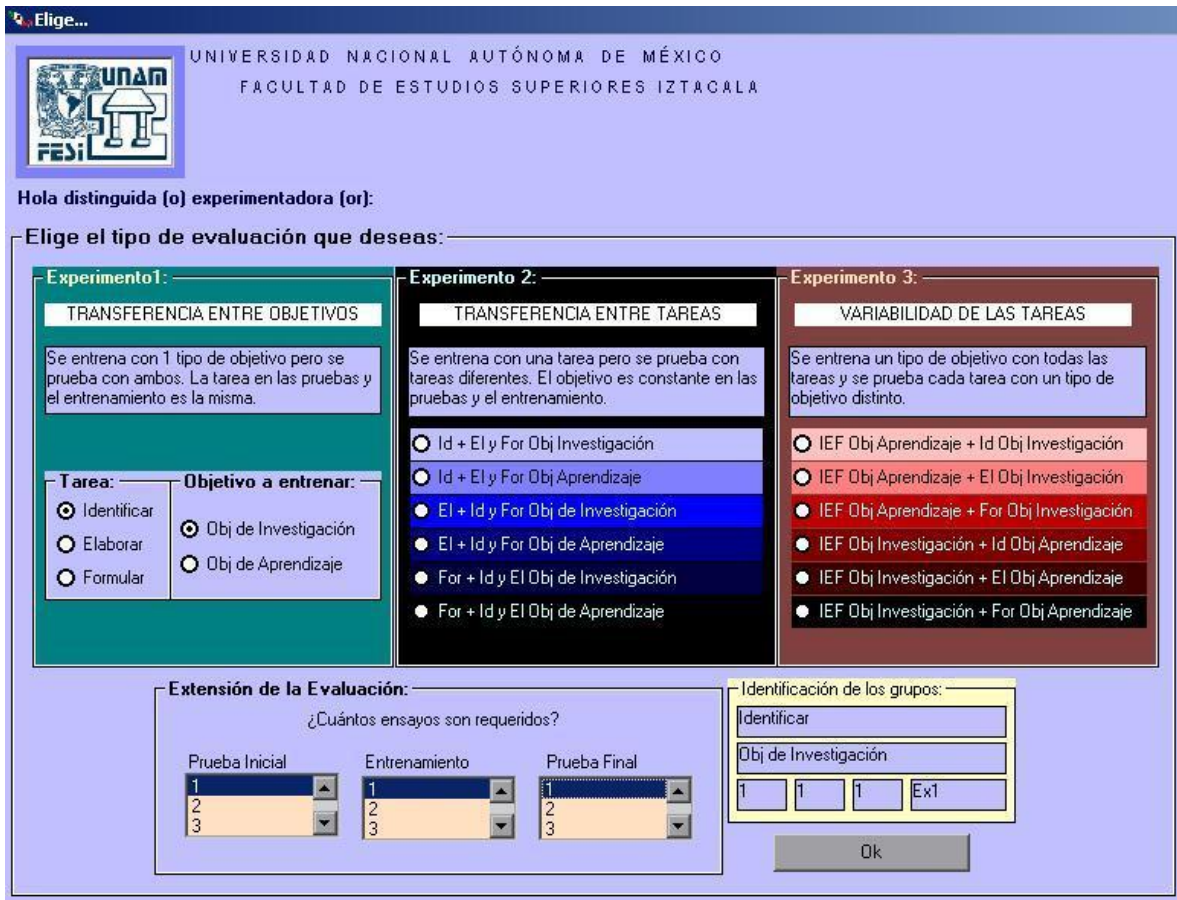 Elige...
UNIVERSIDAD NACIONAL AUTÓNOMA DE MÉXICO
FACULTAD DE ESTUDIOS SUPERIORES IZTACALA
UNAM
FESi
Hola distinguida (o) experimentadora (or):
Elige el tipo de evaluación que deseas:
Experimento1:
TRANSFERENCIA ENTRE OBJETIVOS
Se entrena con 1 tipo de objetivo pero se
prueba con ambos. La tarea en las pruebas y
el entrenamiento es la misma.
Tarea:
Identificar
Elaborar
Formular
Objetivo a entrenar:
Obj de Investigación
Obj de Aprendizaje
Experimento 2:
TRANSFERENCIA ENTRE TAREAS
Se entrena con una tarea pero se prueba con
tareas diferentes. El objetivo es constante en las
pruebas y el entrenamiento.
Id + El y For Obj Investigación
Id + El y For Obj Aprendizaje
El + Id y For Obj de Investigación
El + Id y For Obj de Aprendizaje
For + Id y El Obj de Investigación
For + Id y El Obj de Aprendizaje
Experimento 3:
VARIABILIDAD DE LAS TAREAS
Se entrena un tipo de objetivo con todas las
tareas y se prueba cada tarea con un tipo de
objetivo distinto.
IEF Obj Aprendizaje + Id Obj Investigación
IEF Obj Aprendizaje + El Obj Investigación
IEF Obj Aprendizaje + For Obj Investigación
IEF Obj Investigación + Id Obj Aprendizaje
IEF Obj Investigación + El Obj Aprendizaje
IEF Obj Investigación + For Obj Aprendizaje
Extensión de la Evaluación:
¿Cuántos ensayos son requeridos?
Prueba Inicial
1
2
3
Entrenamiento
1
2
3
Prueba Final
1
2
3
Identificación de los grupos:
Identificar
Obj de Investigación
1 1 1 Ex1
Ok